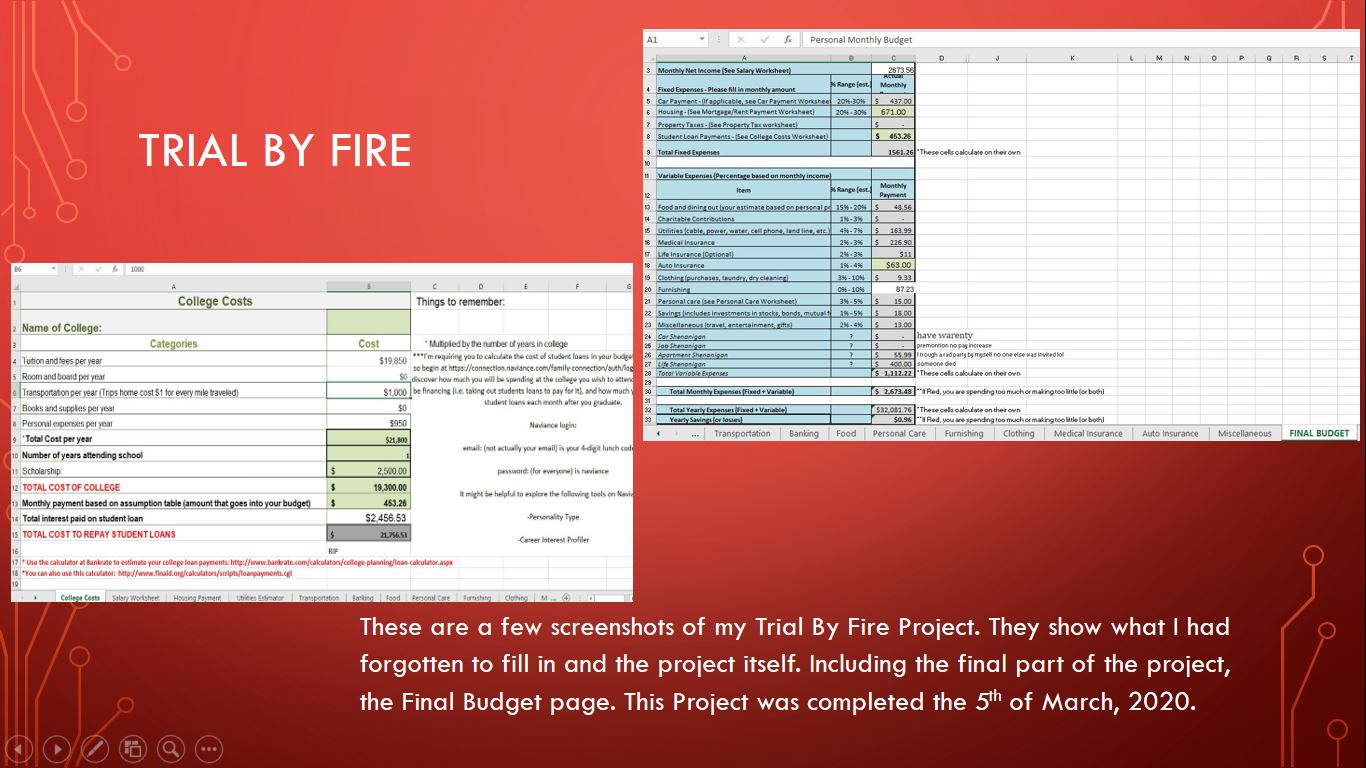 TRIAL BY FIRE
B6 1000
A B C D E F G
1 College Costs Things to remember:
2 Name of College:
3 Categories Cost * Multiplied by the number of years in college
4 Tuition and fees per year $19,850 ***I'm requiring you to calculate the cost of student loans in your budget
5 Room and board per year $0 so begin at https://connection.naviance.com/family-connection/auth/log
6 Transportation per year (Trips home cost $1 for every mile traveled) $1,000 discover how much you will be spending at the college you wish to atten
7 Books and supplies per year $0 be financing (i.e. taking out students loans to pay for it), and how much
8 Personal expenses per year $950 student loans each month after you graduate.
9 *Total Cost per year $21,800 Naviance login:
10 Number of years attending school 1 email: (not actually your email) is your 4-digit lunch code
11 Scholarship: $ 2,500.00 password: (for everyone) is naviance
12 TOTAL COST OF COLLEGE $ 19,300.00
13 Monthly payment based on assumption table (amount that goes into your budget) $ 453.26 It might be helpful to explore the following tools on Navia
14 Total interest paid on student loan $2,456.53 -Personality Type
15 TOTAL COST TO REPAY STUDENT LOANS $ 21,756.53 -Career Interest Profiler
16 RIP
17 * Use the calculator at Bankrate to estimate your college loan payments: http://www.bankrate.com/calculators/college-planning/loan-calculator.aspx
18 *You can also use this calculator: http://www.finaid.org/calculators/scripts/loanpayments.cgi
19
College Costs Salary Worksheet Housing Payment Utilities Estimator Transportation Banking Food Personal Care Furnishing Clothing M ...
A1 fx Personal Monthly Budget
A B C D J K L M N O P Q R S T
3 Monthly Net Income (See Salary Worksheet) 2673.56
4 Fixed Expenses - Please fill in monthly amount % Range (est.) Actual Monthly
5 Car Payment - (if applicable, see Car Payment Worksheet 20%-30% $ 437.00
6 Housing - (See Mortgage/Rent Payment Worksheet) 20% - 30% 671.00
7 Property Taxes - (See Property Tax worksheet) $ -
8 Student Loan Payments - (See College Costs Worksheet) $ 453.26
9 Total Fixed Expenses 1561.26 *These cells calculate on their own
10
11 Variable Expenses (Percentage based on monthly income)
12 Item % Range (est.) Monthly Payment
13 Food and dining out (your estimate based on personal pr 15% - 20% $ 48.56
14 Charitable Contributions 1% - 3% $ -
15 Utilities (cable, power, water, cell phone, land line, etc.) 4% - 7% $ 163.99
16 Medical Insurance 2% - 3% $ 226.90
17 Life Insurance (Optional) 2% - 3% $11
18 Auto Insurance 1% - 4% $63.00
19 Clothing (purchases, laundry, dry cleaning) 3% - 10% $ 9.33
20 Furnishing 0% - 10% 87.23
21 Personal care (see Personal Care Worksheet) 3% - 5% $ 15.00
22 Savings (includes investments in stocks, bonds, mutual f 1% - 5% $ 18.00
23 Miscellaneous (travel, entertainment, gifts) 2% - 4% $ 13.00
24 Car Shenanigan ? $ - have warenty
25 Job Shenanigan ? $ - premontion no pay increase
26 Apartment Shenanigan ? $ 55.99 I trough a rad party by myself no one else was invited lol
27 Life Shenanigan ? $ 400.00 someone died
28 Total Variable Expenses $ 1,112.22 *These cells calculate on their own
29
30 Total Monthly Expenses (Fixed + Variable) $ 2,673.48 **If Red, you are spending too much or making too little (or both)
32 Total Yearly Expenses (Fixed + Variable) $32,081.76 *These cells calculate on their own
33 Yearly Savings (or losses) $0.96 **If Red, you are spending too much or making too little (or both)
... Transportation Banking Food Personal Care Furnishing Clothing Medical Insurance Auto Insurance Miscellaneous FINAL BUDGET
These are a few screenshots of my Trial By Fire Project. They show what I had
forgotten to fill in and the project itself. Including the final part of the project,
the Final Budget page. This Project was completed the 5th of March, 2020.